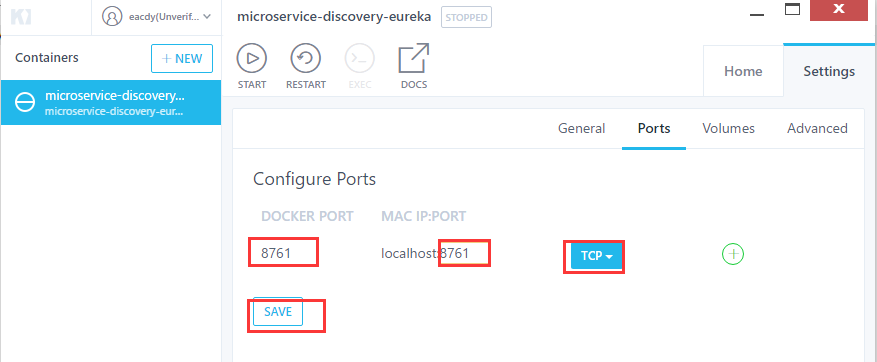 eacdy(Unverif...
Containers
+ NEW
microservice-discovery...
microservice-discovery-eur...
microservice-discovery-eureka STOPPED
START RESTART EXEC DOCS
Home Settings
General Ports Volumes Advanced
Configure Ports
DOCKER PORT MAC IP:PORT
8761 localhost:8761 TCP
SAVE